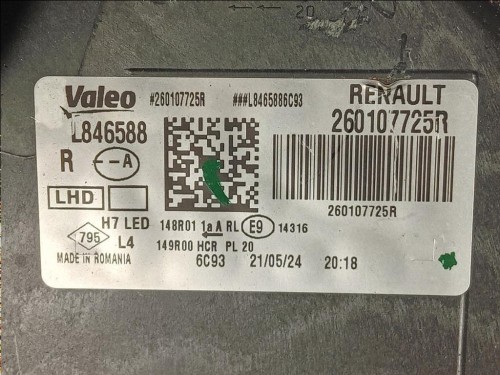 20
Valeo #260107725R ###L8465886C93 RENAULT
L846588 260107725R
R --A
LHD
260107725R
H7 LED 148R01 1a A RL E9 14316
795 L4 149R00 HCR PL 20
MADE IN ROMANIA 6C93 21/05/24 20:18